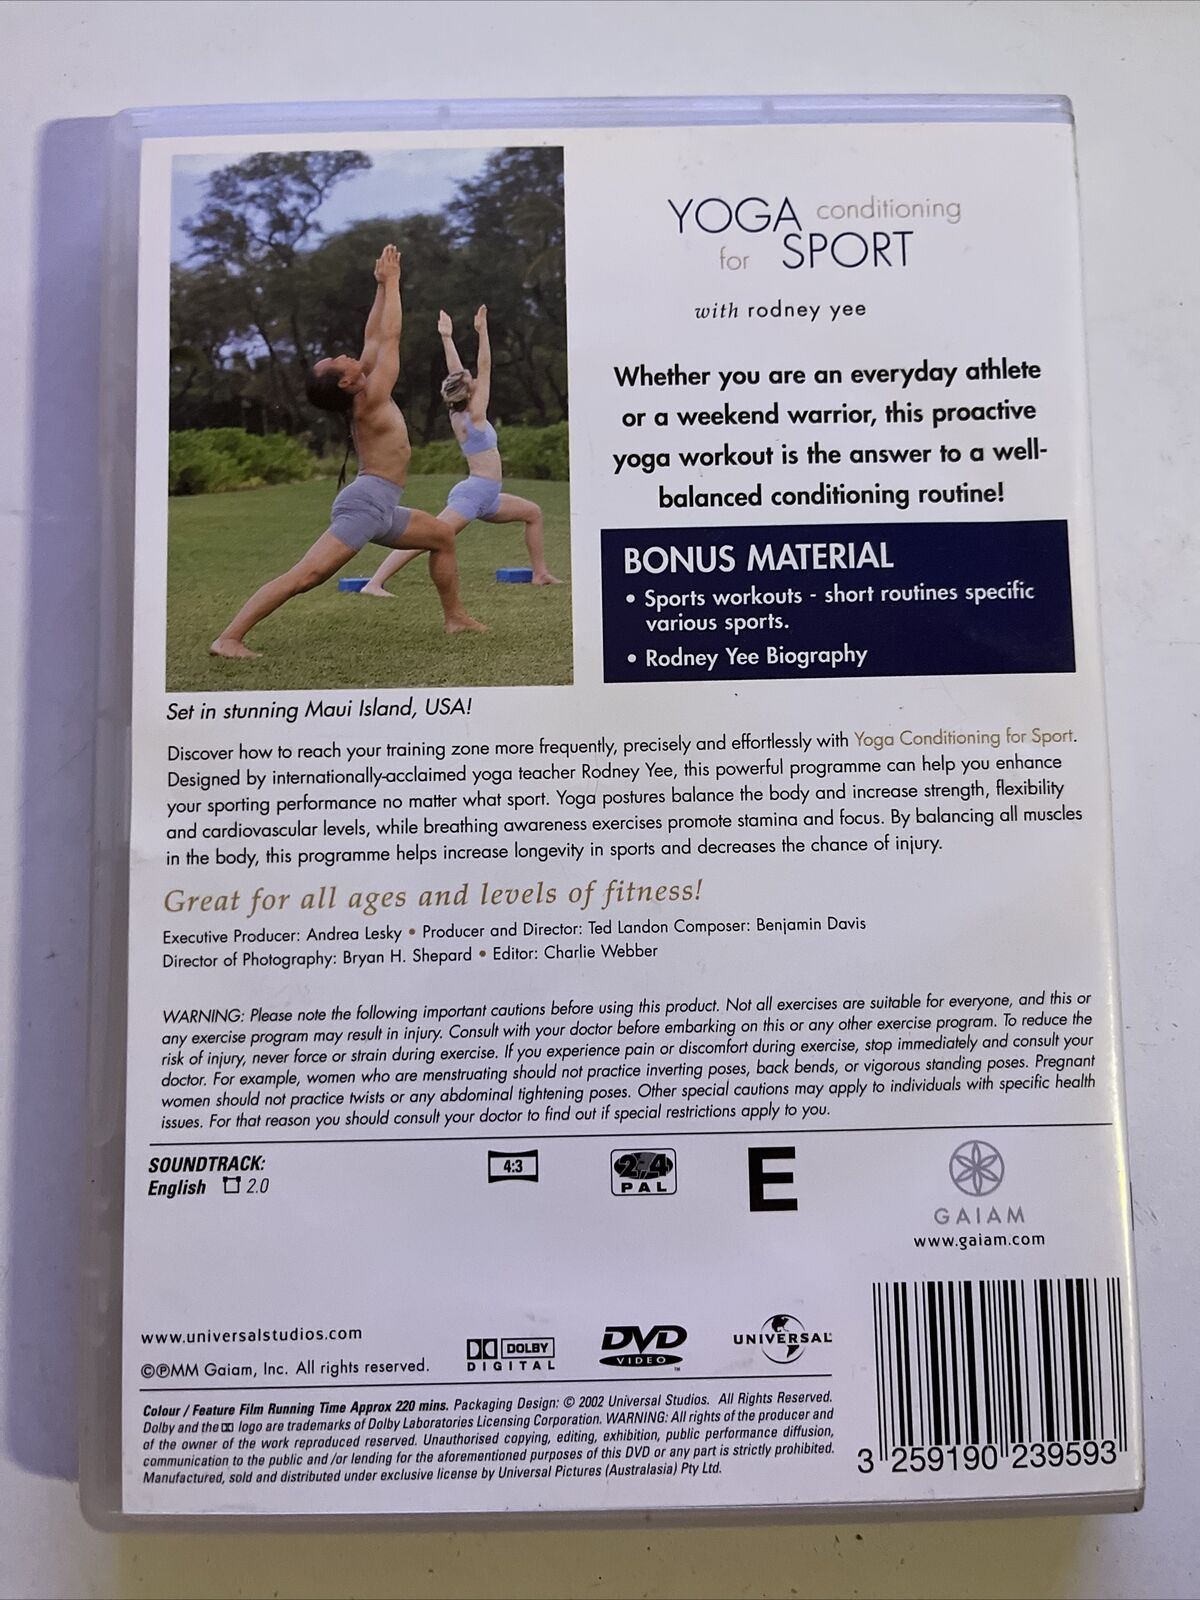 YOGA conditioning
for SPORT
with rodney yee
Whether you are an everyday athlete
or a weekend warrior, this proactive
yoga workout is the answer to a well-
balanced conditioning routine!
BONUS MATERIAL
• Sports workouts - short routines specific
various sports.
• Rodney Yee Biography
Set in stunning Maui Island, USA!
Discover how to reach your training zone more frequently, precisely and effortlessly with Yoga Conditioning for Sport.
Designed by internationally-acclaimed yoga teacher Rodney Yee, this powerful programme can help you enhance
your sporting performance no matter what sport. Yoga postures balance the body and increase strength, flexibility
and cardiovascular levels, while breathing awareness exercises promote stamina and focus. By balancing all muscles
in the body, this programme helps increase longevity in sports and decreases the chance of injury.
Great for all ages and levels of fitness!
Executive Producer: Andrea Lesky • Producer and Director: Ted Landon Composer: Benjamin Davis
Director of Photography: Bryan H. Shepard • Editor: Charlie Webber
WARNING: Please note the following important cautions before using this product. Not all exercises are suitable for everyone, and this or
any exercise program may result in injury. Consult with your doctor before embarking on this or any other exercise program. To reduce the
risk of injury, never force or strain during exercise. If you experience pain or discomfort during exercise, stop immediately and consult your
doctor. For example, women who are menstruating should not practice inverting poses, back bends, or vigorous standing poses. Pregnant
women should not practice twists or any abdominal tightening poses. Other special cautions may apply to individuals with specific health
issues. For that reason you should consult your doctor to find out if special restrictions apply to you.
SOUNDTRACK:
English 2.0
4:3
2 4
PAL
E
GAIAM
www.gaiam.com
www.universalstudios.com
©℗MM Gaiam, Inc. All rights reserved.
DOLBY
DIGITAL
DVD
VIDEO
™
UNIVERSAL
Colour / Feature Film Running Time Approx 220 mins. Packaging Design: © 2002 Universal Studios. All Rights Reserved.
Dolby and the logo are trademarks of Dolby Laboratories Licensing Corporation. WARNING: All rights of the producer and
of the owner of the work reproduced reserved. Unauthorised copying, editing, exhibition, public performance diffusion,
communication to the public and /or lending for the aforementioned purposes of this DVD or any part is strictly prohibited.
Manufactured, sold and distributed under exclusive license by Universal Pictures (Australasia) Pty Ltd.
3 259190 239593